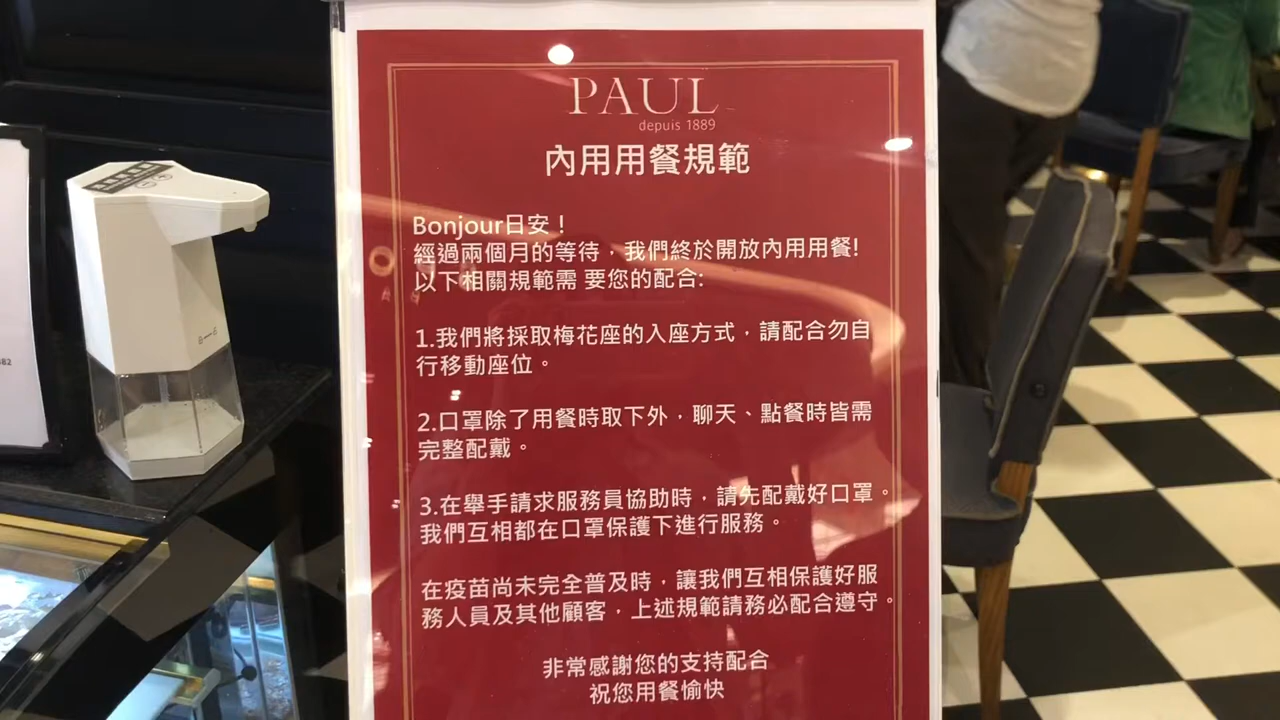 PAUL
depuis 1889
內用用餐規範
Bonjour日安！
經過兩個月的等待，我們終於開放內用用餐!
以下相關規範需 要您的配合:
1.我們將採取梅花座的入座方式，請配合勿自
行移動座位。
2.口罩除了用餐時取下外，聊天、點餐時皆需
完整配戴。
3.在舉手請求服務員協助時，請先配戴好口罩。
我們互相都在口罩保護下進行服務。
在疫苗尚未完全普及時，讓我們互相保護好服
務人員及其他顧客，上述規範請務必配合遵守。
非常感謝您的支持配合
祝您用餐愉快